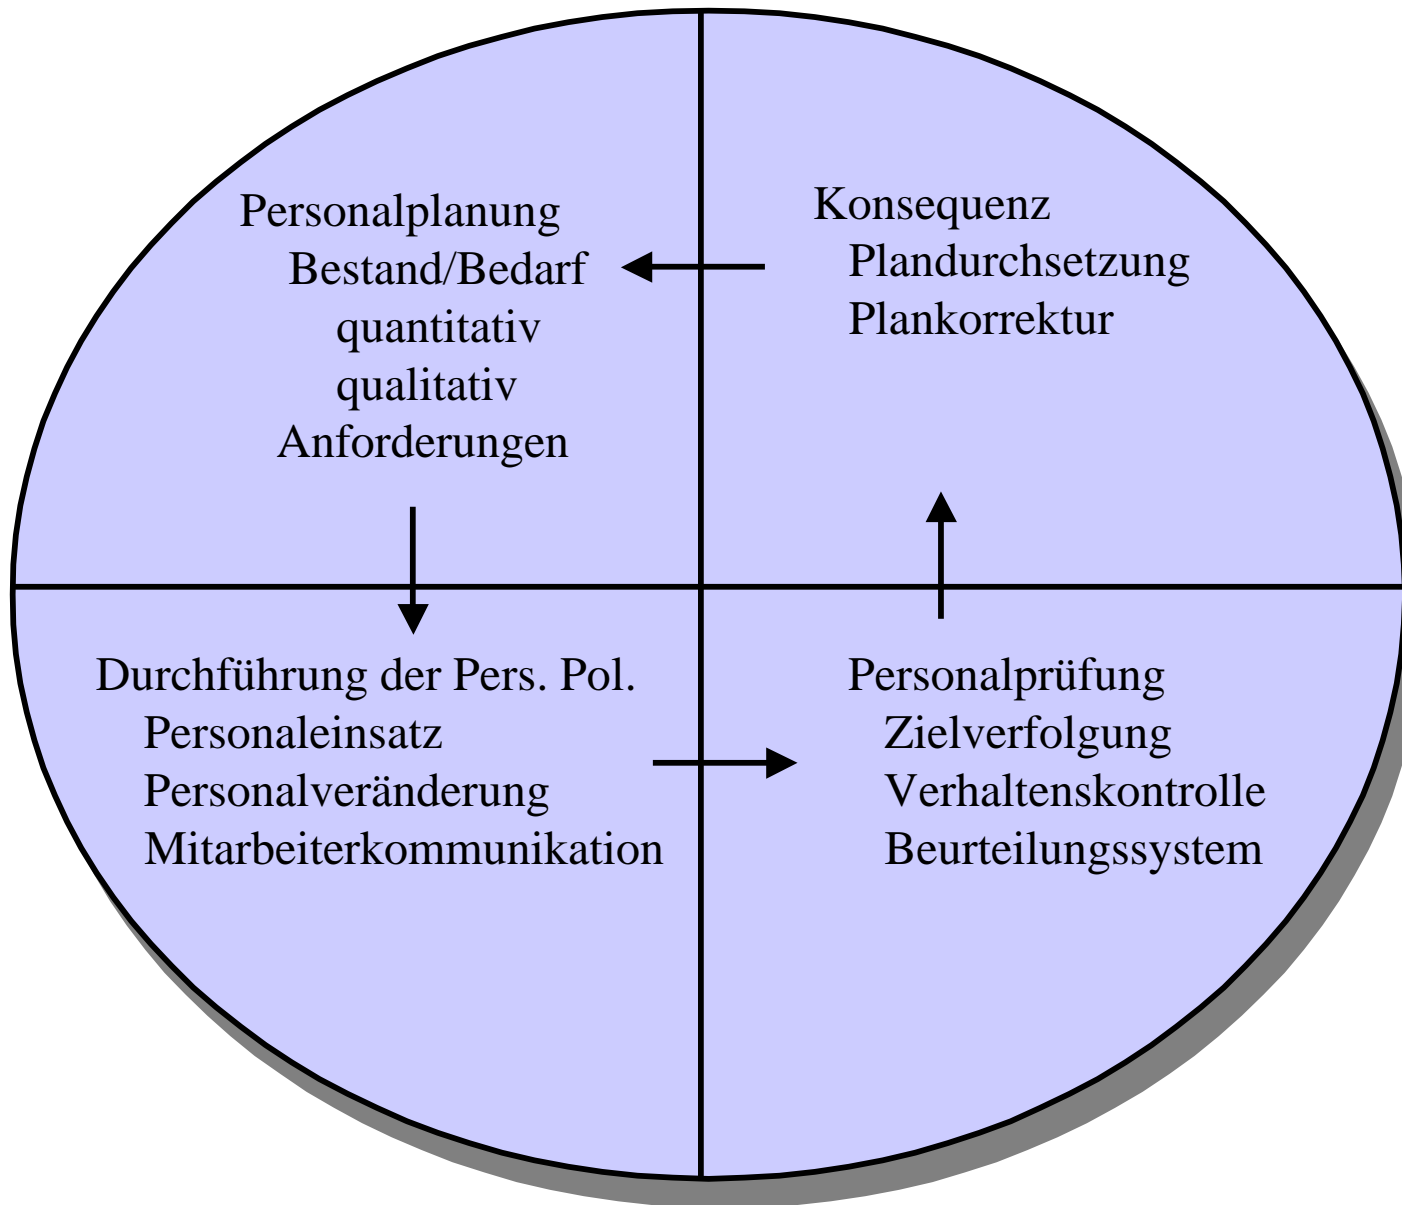 Personalplanung
Bestand/Bedarf
quantitativ
qualitativ
Anforderungen
Konsequenz
Plandurchsetzung
Plankorrektur
Durchführung der Pers. Pol.
Personaleinsatz
Personalveränderung
Mitarbeiterkommunikation
Personalprüfung
Zielverfolgung
Verhaltenskontrolle
Beurteilungssystem